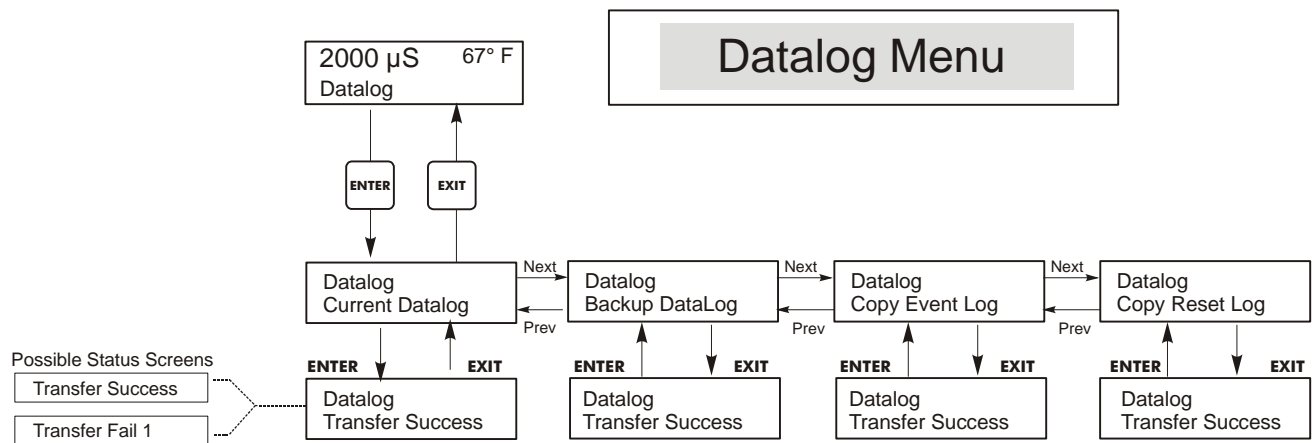 Datalog Menu
2000 µS 67° F
Datalog
ENTER EXIT
Datalog
Current Datalog
Next
Prev
Datalog
Backup DataLog
Next
Prev
Datalog
Copy Event Log
Next
Prev
Datalog
Copy Reset Log
Possible Status Screens
Transfer Success
Transfer Fail 1
ENTER EXIT
Datalog
Transfer Success
ENTER EXIT
Datalog
Transfer Success
ENTER EXIT
Datalog
Transfer Success
ENTER EXIT
Datalog
Transfer Success